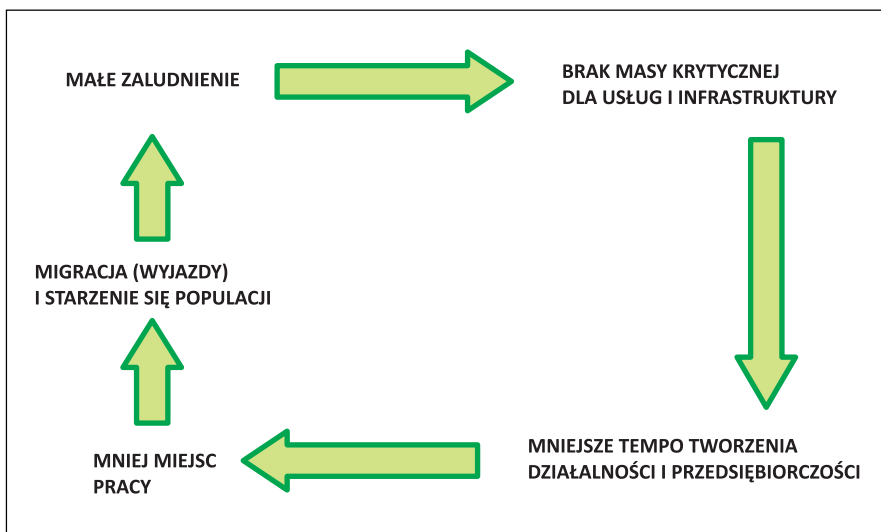 MAŁE ZALUDNIENIE
BRAK MASY KRYTYCZNEJ
DLA USŁUG I INFRASTRUKTURY
MIGRACJA (WYJAZDY)
I STARZENIE SIĘ POPULACJI
MNIEJSZE TEMPO TWORZENIA
DZIAŁALNOŚCI I PRZEDSIĘBIORCZOŚCI
MNIEJ MIEJSC
PRACY